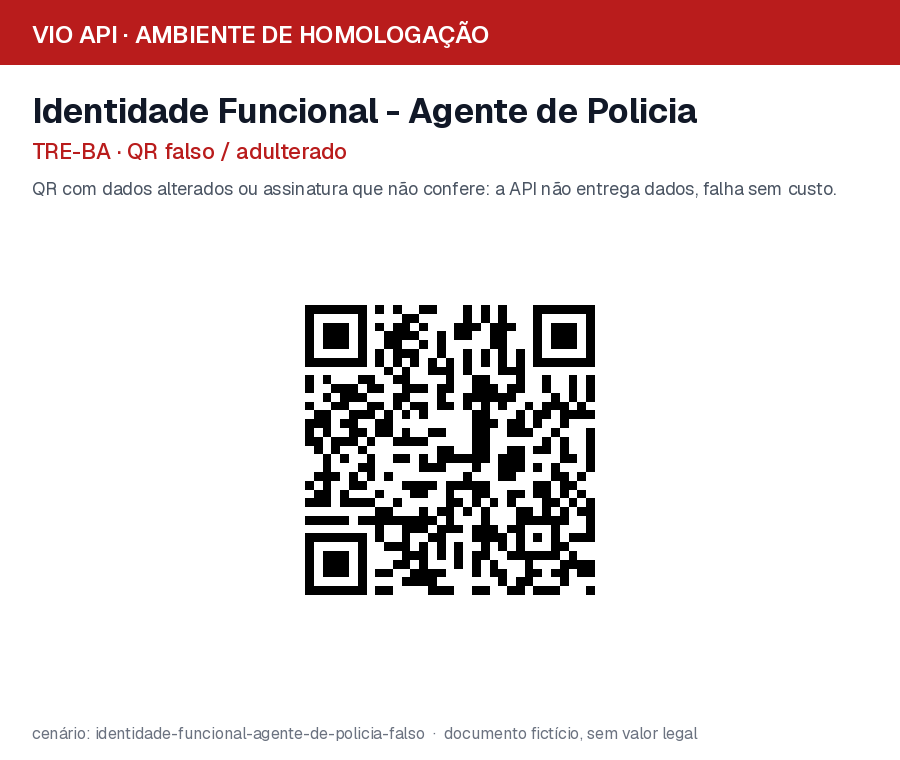 VIO API · AMBIENTE DE HOMOLOGAÇÃO
Identidade Funcional - Agente de Policia
TRE-BA · QR falso / adulterado
QR com dados alterados ou assinatura que não confere: a API não entrega dados, falha sem custo.
cenário: identidade-funcional-agente-de-policia-falso · documento fictício, sem valor legal